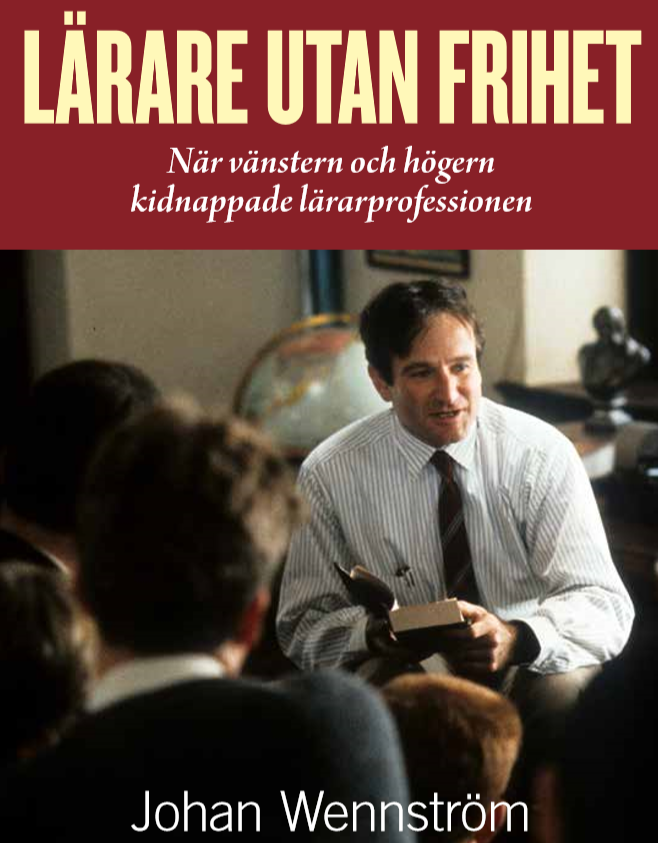 LÄRARE UTAN FRIHET
När vänstern och högern
kidnappade lärarprofessionen
Johan Wennström